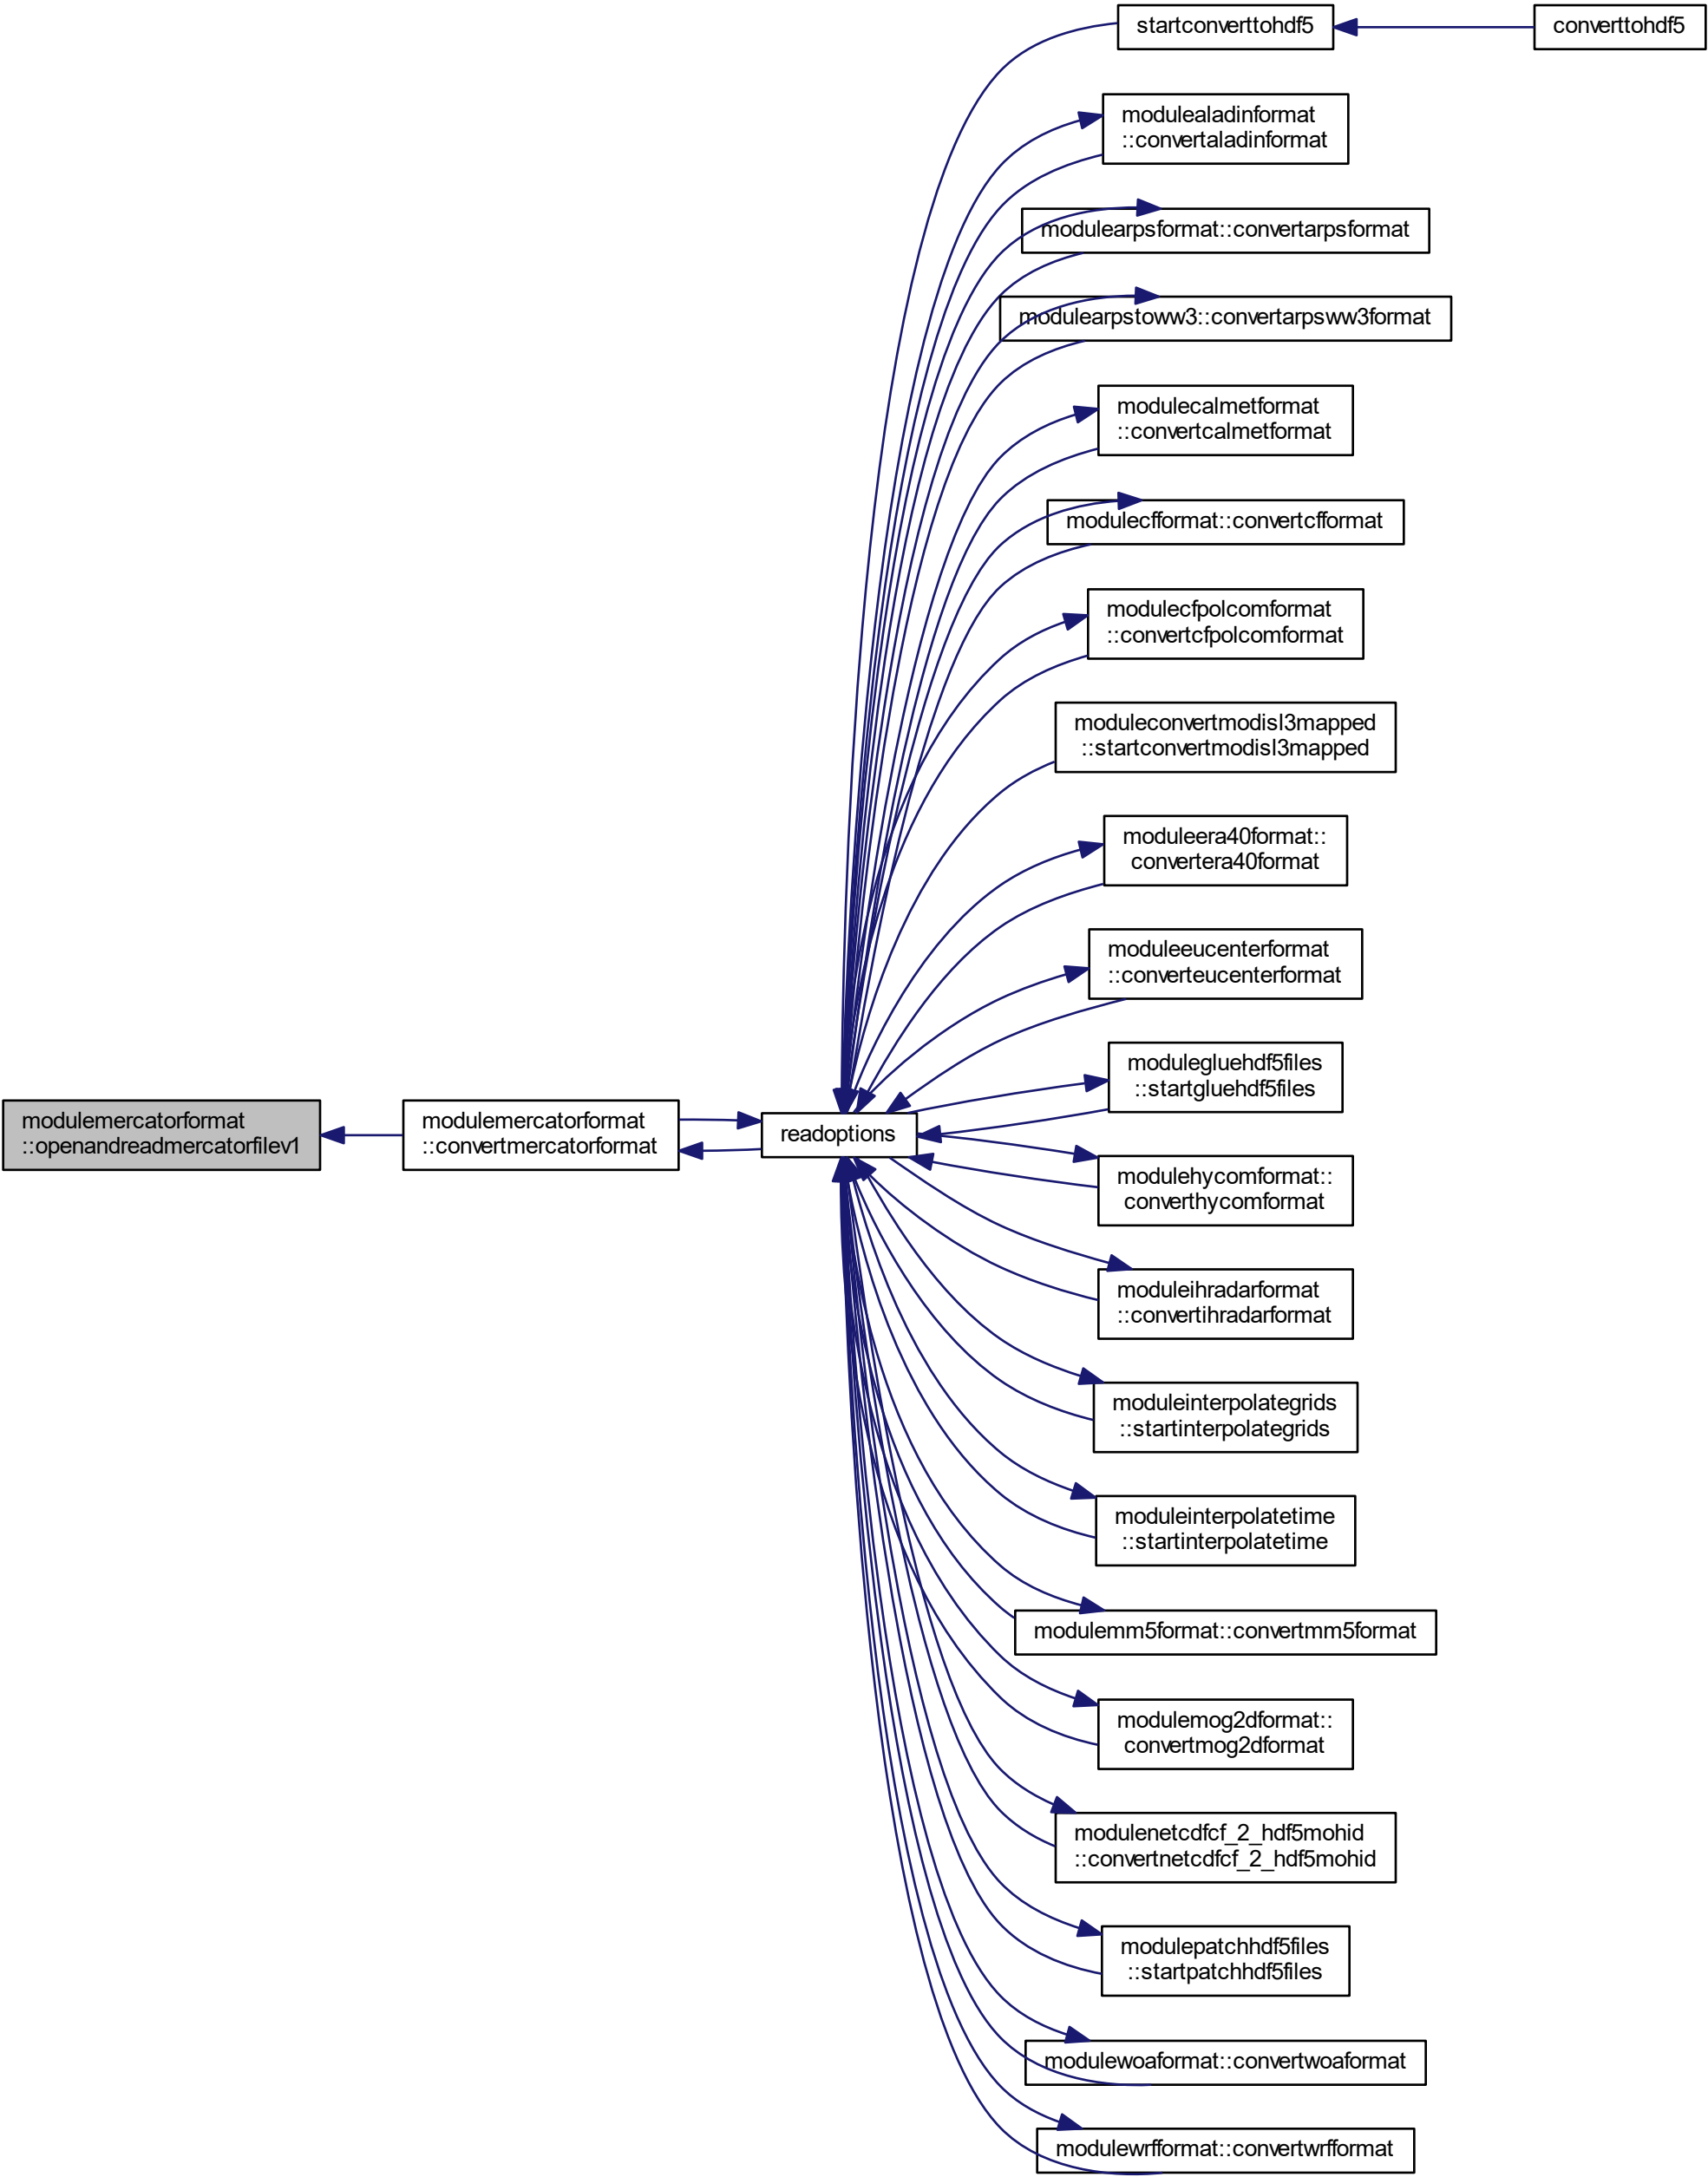 startconverttohdf5
converttohdf5
modulealadinformat
::convertaladinformat
modulearpsformat::convertarpsformat
modulearpstoww3::convertarpsww3format
modulecalmetformat
::convertcalmetformat
modulecfformat::convertcfformat
modulecfpolcomformat
::convertcfpolcomformat
moduleconvertmodisl3mapped
::startconvertmodisl3mapped
moduleera40format::
convertera40format
moduleeucenterformat
::converteucenterformat
modulegluehdf5files
::startgluehdf5files
modulemercatorformat
::openandreadmercatorfilev1
modulemercatorformat
::convertmercatorformat
readoptions
modulehycomformat::
converthycomformat
moduleihradarformat
::convertihradarformat
moduleinterpolategrids
::startinterpolategrids
moduleinterpolatetime
::startinterpolatetime
modulemm5format::convertmm5format
modulemog2dformat::
convertmog2dformat
modulenetcdfcf_2_hdf5mohid
::convertnetcdfcf_2_hdf5mohid
modulepatchhdf5files
::startpatchhdf5files
modulewoaformat::convertwoaformat
modulewrfformat::convertwrfformat